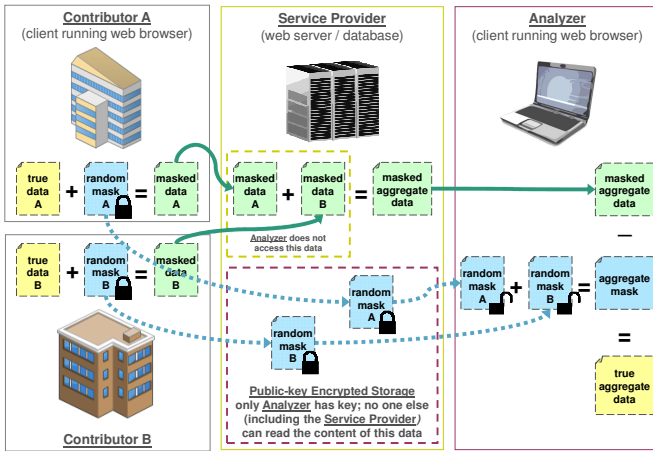 Contributor A
(client running web browser)
Service Provider
(web server / database)
Analyzer
(client running web browser)
true
data
A
+
random
mask
A
=
masked
data
A
masked
data A
+
masked
data
B
=
masked
aggregate
data
masked
aggregate
data
Analyzer does not
access this data
–
true
data
B
+
random
mask
B
=
masked
data
B
random
mask
A
random
mask
B
random
mask
A
+
random
mask
B
=
aggregate
mask
=
true
aggregate
data
Public-key Encrypted Storage
only Analyzer has key; no one else
(including the Service Provider)
can read the content of this data
Contributor B